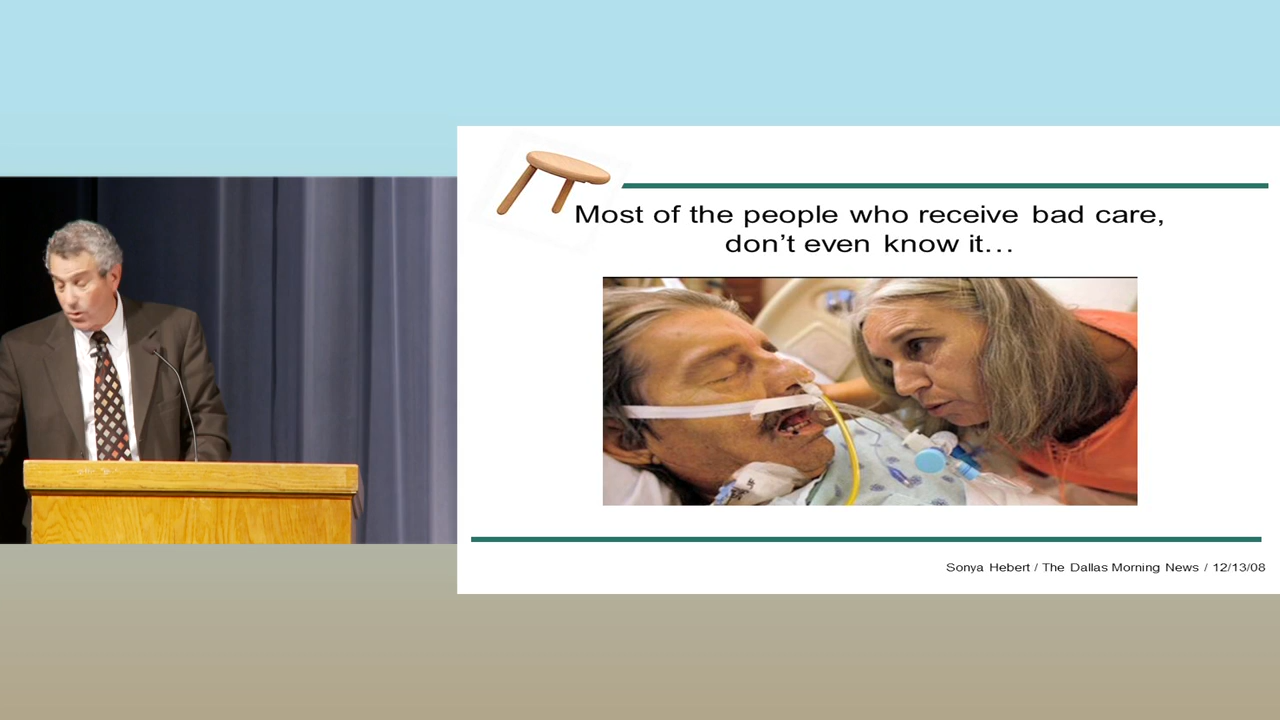 Most of the people who receive bad care,
don't even know it…
Sonya Hebert / The Dallas Morning News / 12/13/08